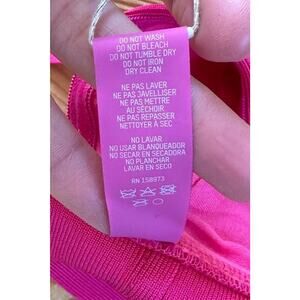 DO NOT WASH
DO NOT BLEACH
DO NOT TUMBLE DRY
DO NOT IRON
DRY CLEAN
NE PAS LAVER
NE PAS JAVELLISER
NE PAS METTRE
AU SÉCHOIR
NE PAS REPASSER
NETTOYER À SEC
NO LAVAR
NO USAR BLANQUEADOR
NO SECAR EN SECADORA
NO PLANCHAR
LAVAR EN SECO
RN 158973